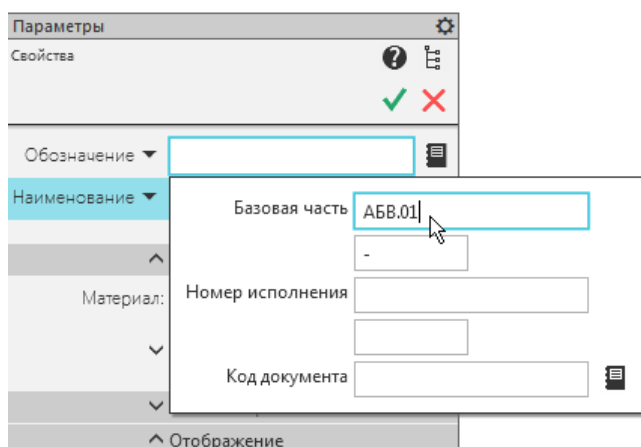 Параметры
Свойства
Обозначение
Наименование
Базовая часть АБВ.01
-
Материал:
Номер исполнения
Код документа
Отображение